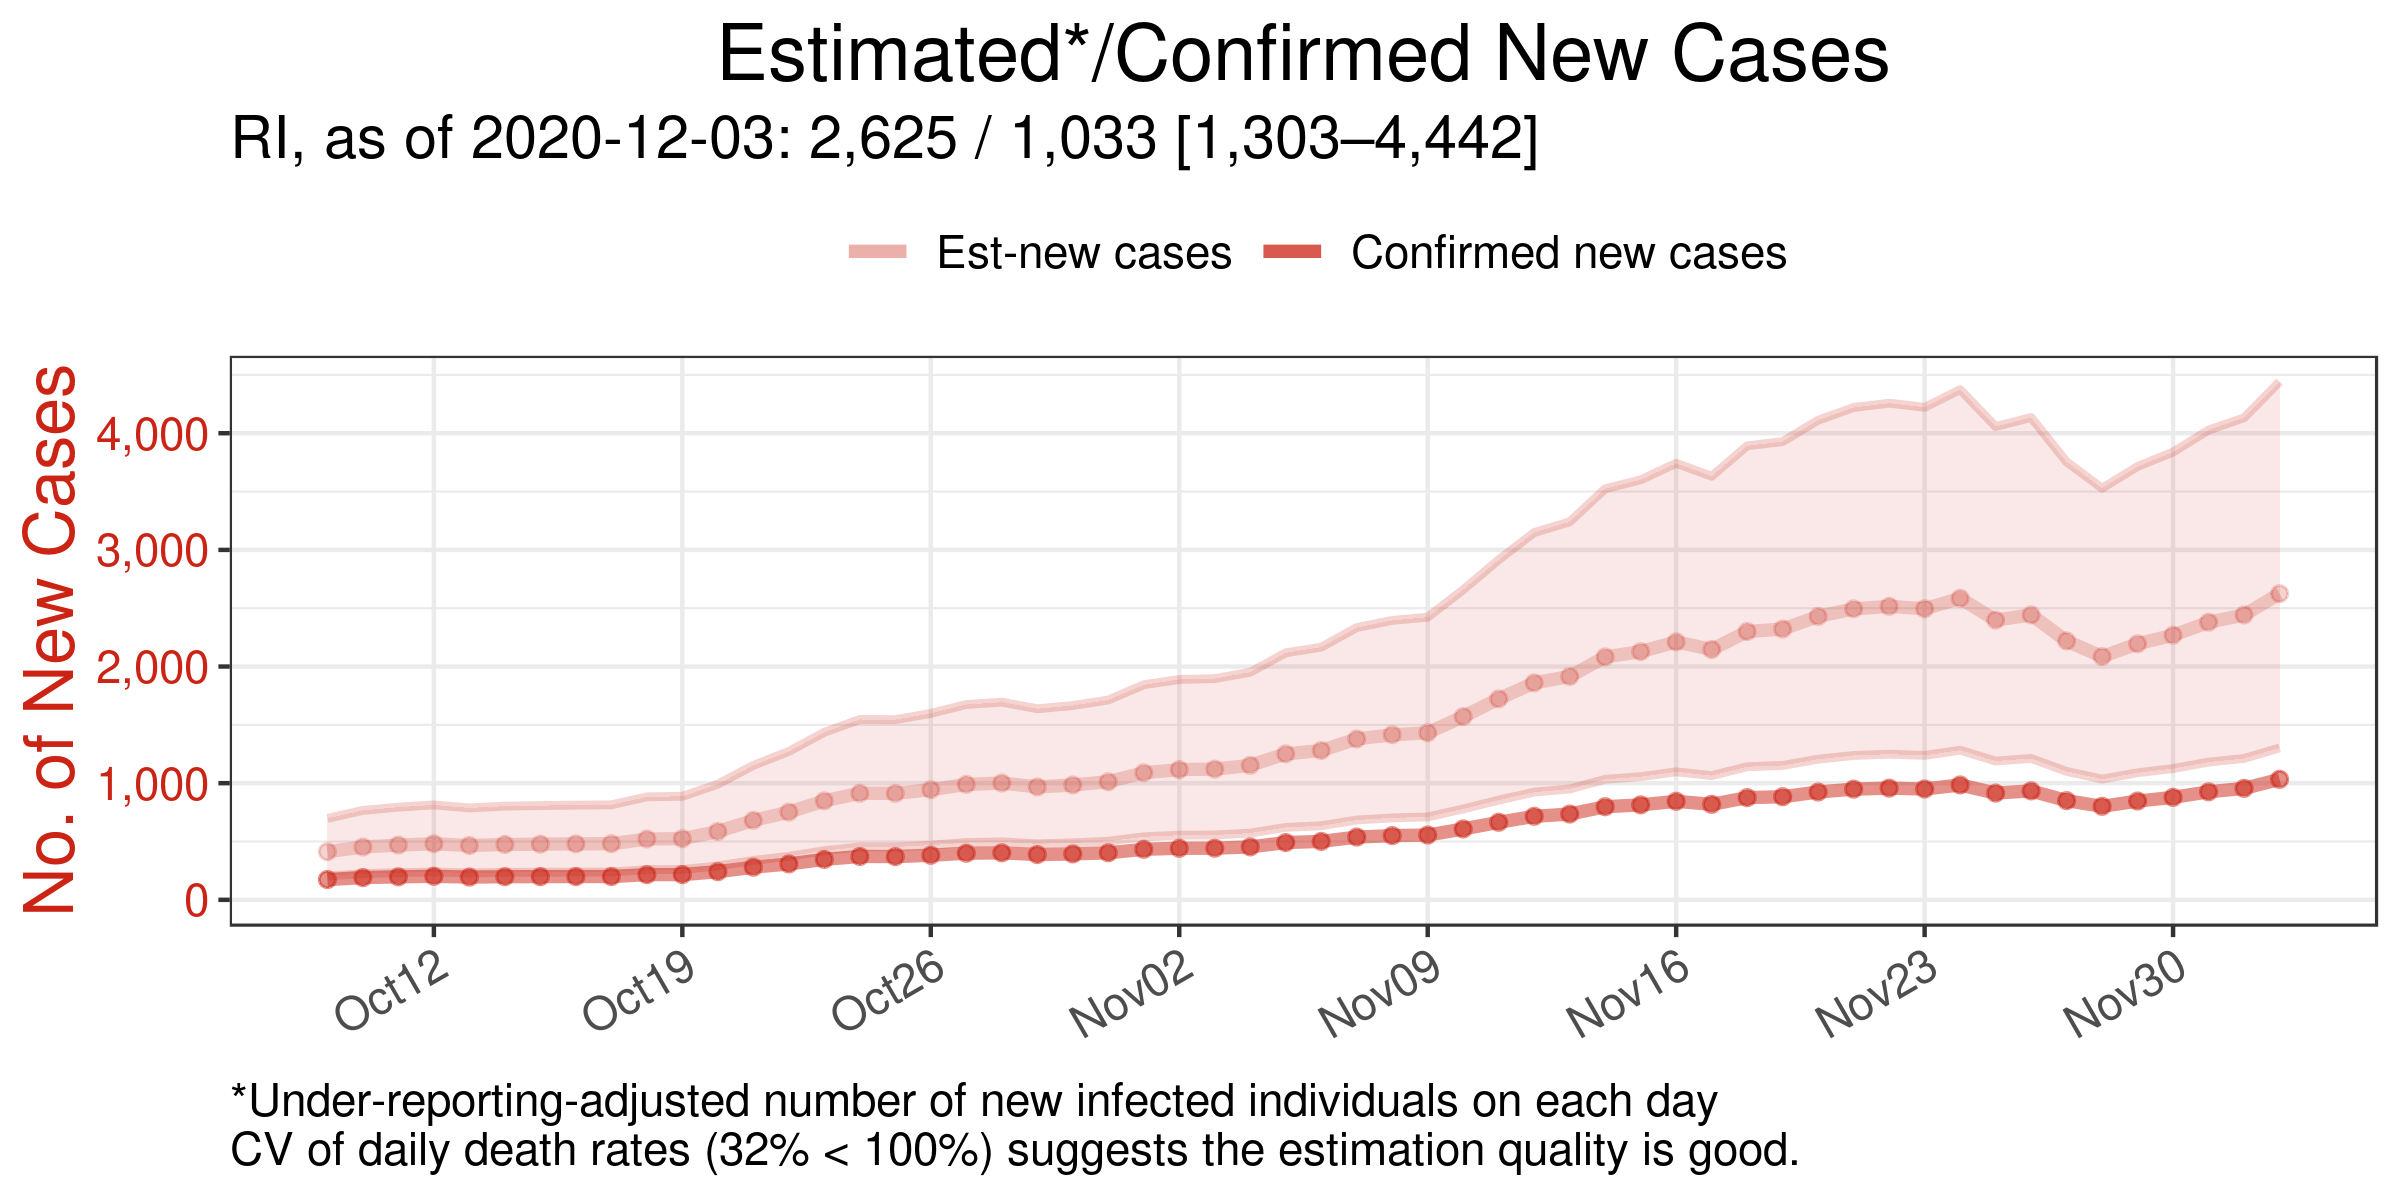 Estimated*/Confirmed New Cases
RI, as of 2020-12-03: 2,625 / 1,033 [1,303–4,442]
Est-new cases
Confirmed new cases
No. of New Cases
4,000
3,000
2,000
1,000
0
Oct12
Oct19
Oct26
Nov02
Nov09
Nov16
Nov23
Nov30
*Under-reporting-adjusted number of new infected individuals on each day
CV of daily death rates (32% < 100%) suggests the estimation quality is good.